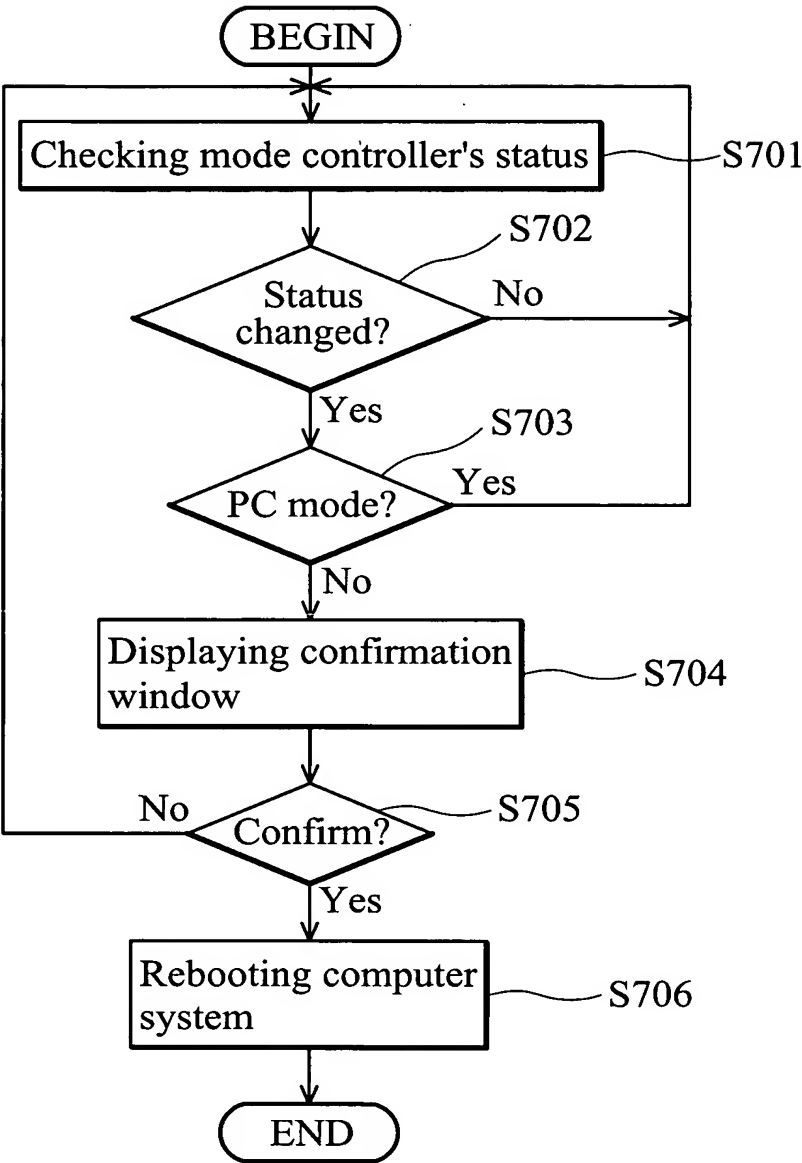 BEGIN
Checking mode controller's status
S701
S702
Status
changed?
No
Yes
S703
PC mode?
Yes
No
Displaying confirmation
window
S704
No
Confirm?
S705
Yes
Rebooting computer
system
S706
END